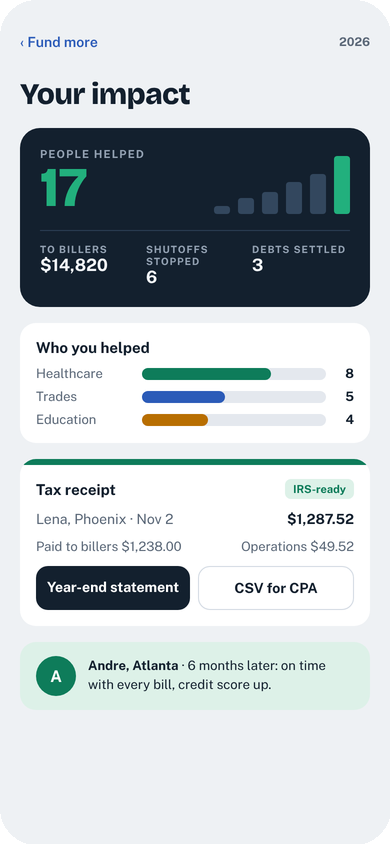 ‹ Fund more
2026
Your impact
PEOPLE HELPED
17
TO BILLERS
$14,820
SHUTOFFS
STOPPED
6
DEBTS SETTLED
3
Who you helped
Healthcare 8
Trades 5
Education 4
Tax receipt
IRS-ready
Lena, Phoenix · Nov 2 $1,287.52
Paid to billers $1,238.00 Operations $49.52
Year-end statement
CSV for CPA
A
Andre, Atlanta · 6 months later: on time
with every bill, credit score up.